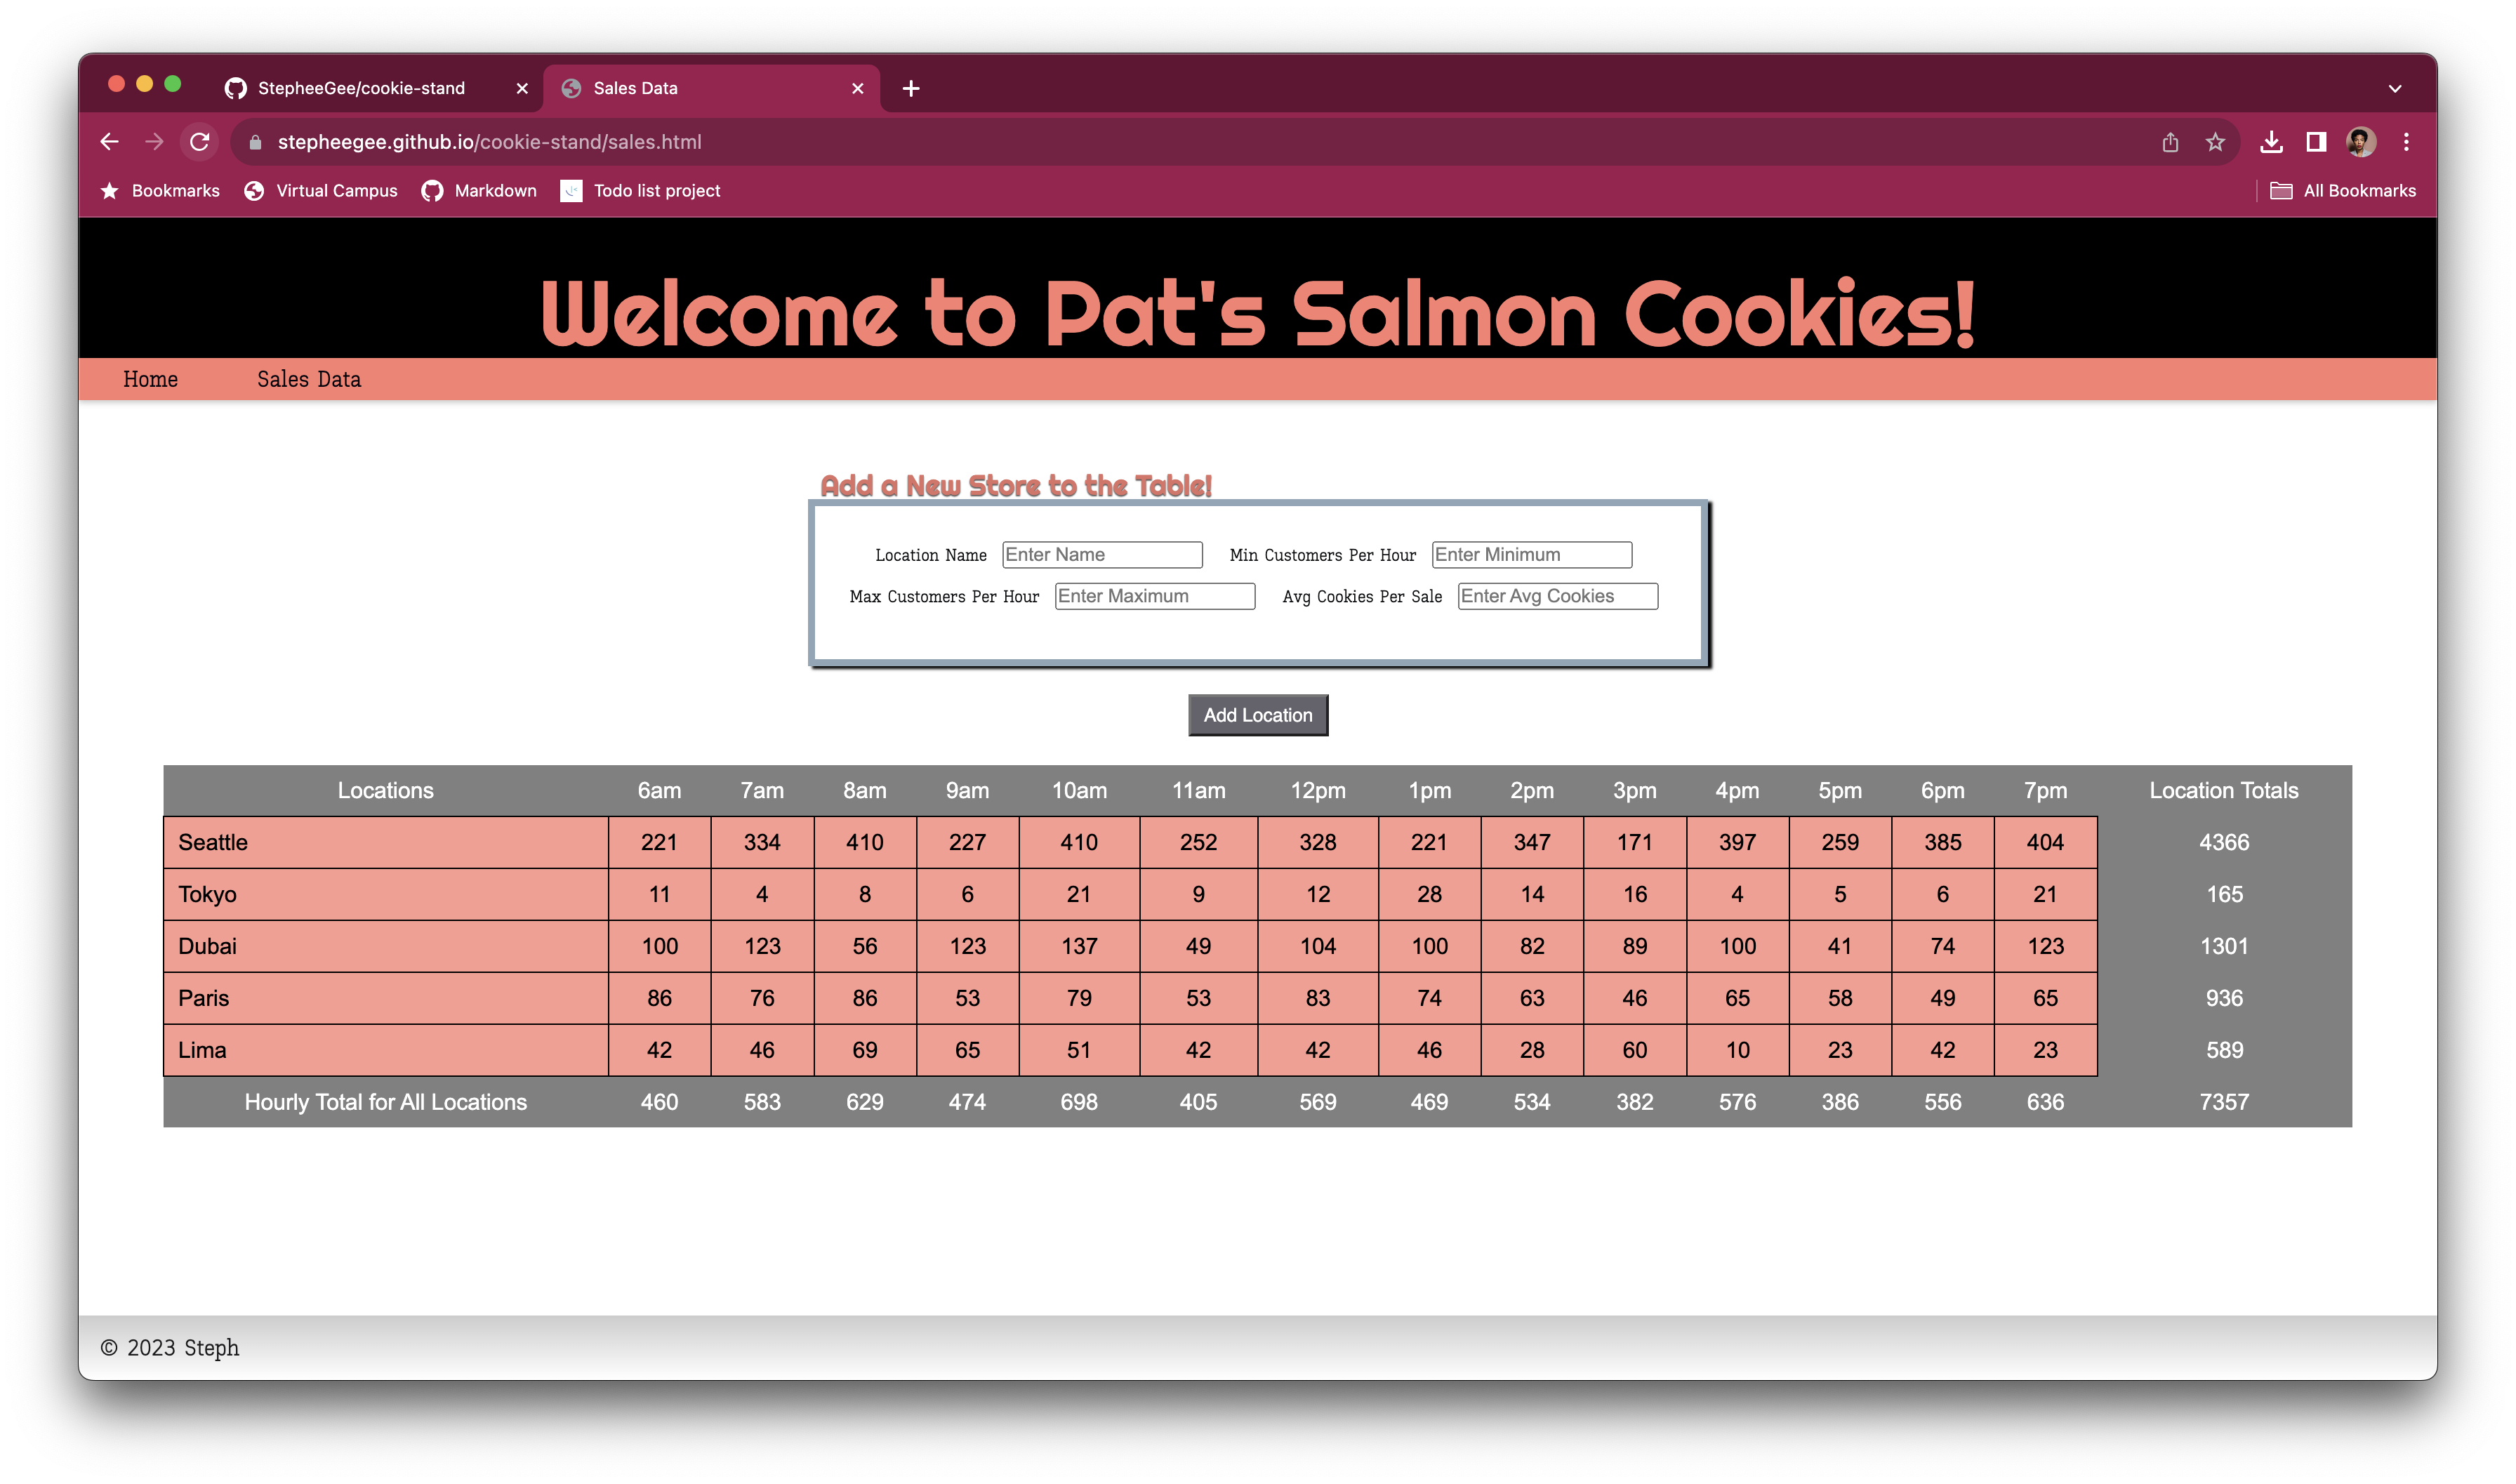 StepheeGee/cookie-stand Sales Data
stepheegee.github.io/cookie-stand/sales.html
Bookmarks Virtual Campus Markdown Todo list project All Bookmarks
Welcome to Pat's Salmon Cookies!
Home Sales Data
Add a New Store to the Table!
Location Name Enter Name Min Customers Per Hour Enter Minimum
Max Customers Per Hour Enter Maximum Avg Cookies Per Sale Enter Avg Cookies
Add Location
Locations 6am 7am 8am 9am 10am 11am 12pm 1pm 2pm 3pm 4pm 5pm 6pm 7pm Location Totals
Seattle 221 334 410 227 410 252 328 221 347 171 397 259 385 404 4366
Tokyo 11 4 8 6 21 9 12 28 14 16 4 5 6 21 165
Dubai 100 123 56 123 137 49 104 100 82 89 100 41 74 123 1301
Paris 86 76 86 53 79 53 83 74 63 46 65 58 49 65 936
Lima 42 46 69 65 51 42 42 46 28 60 10 23 42 23 589
Hourly Total for All Locations 460 583 629 474 698 405 569 469 534 382 576 386 556 636 7357
© 2023 Steph